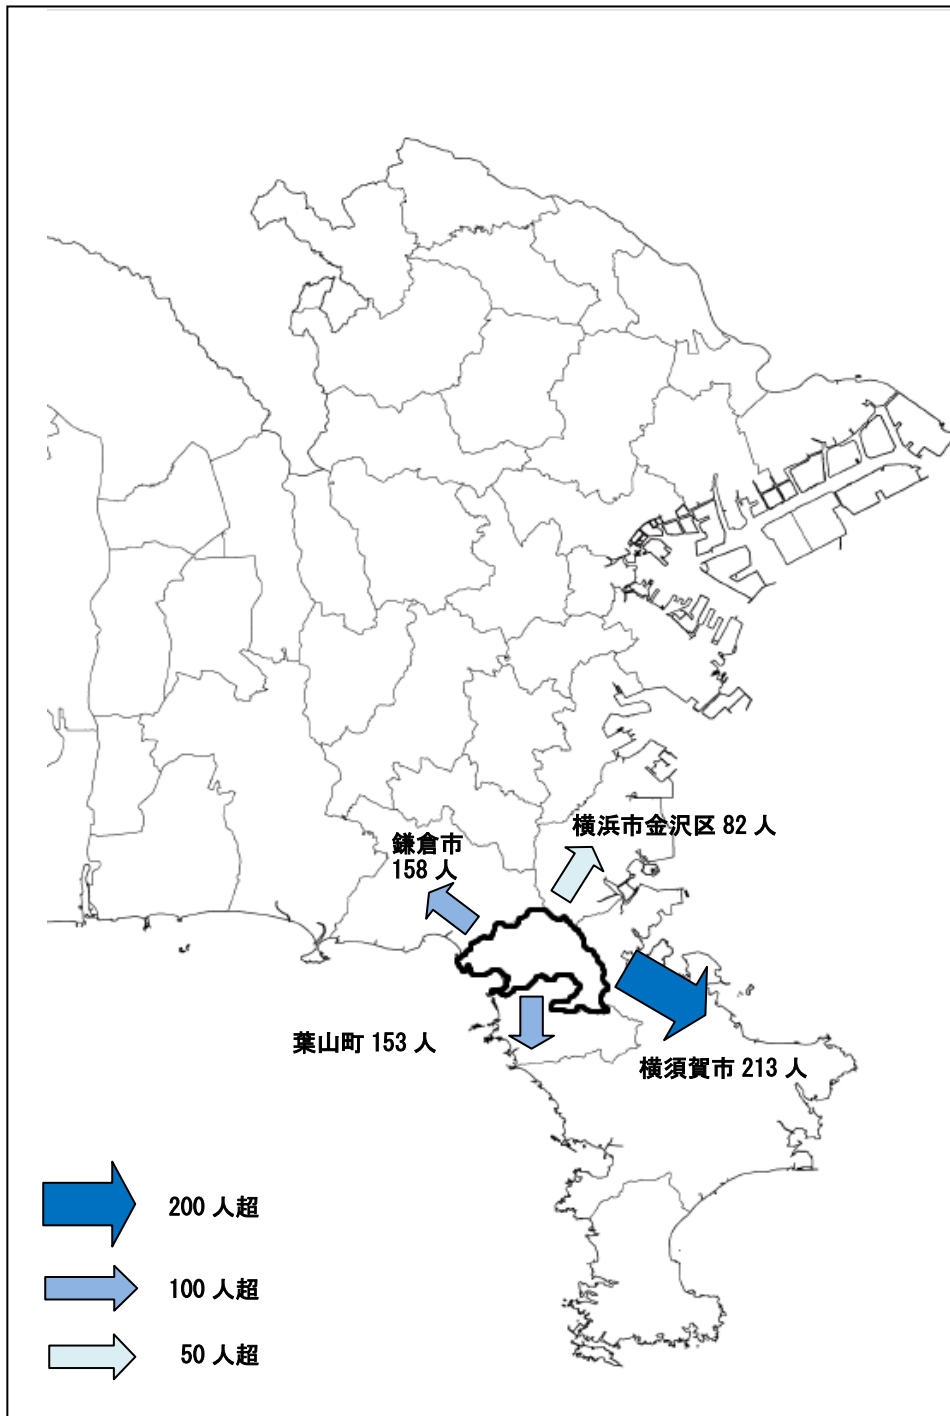 横浜市金沢区 82 人
鎌倉市
158 人
葉山町 153 人
横須賀市 213 人
200 人超
100 人超
50 人超